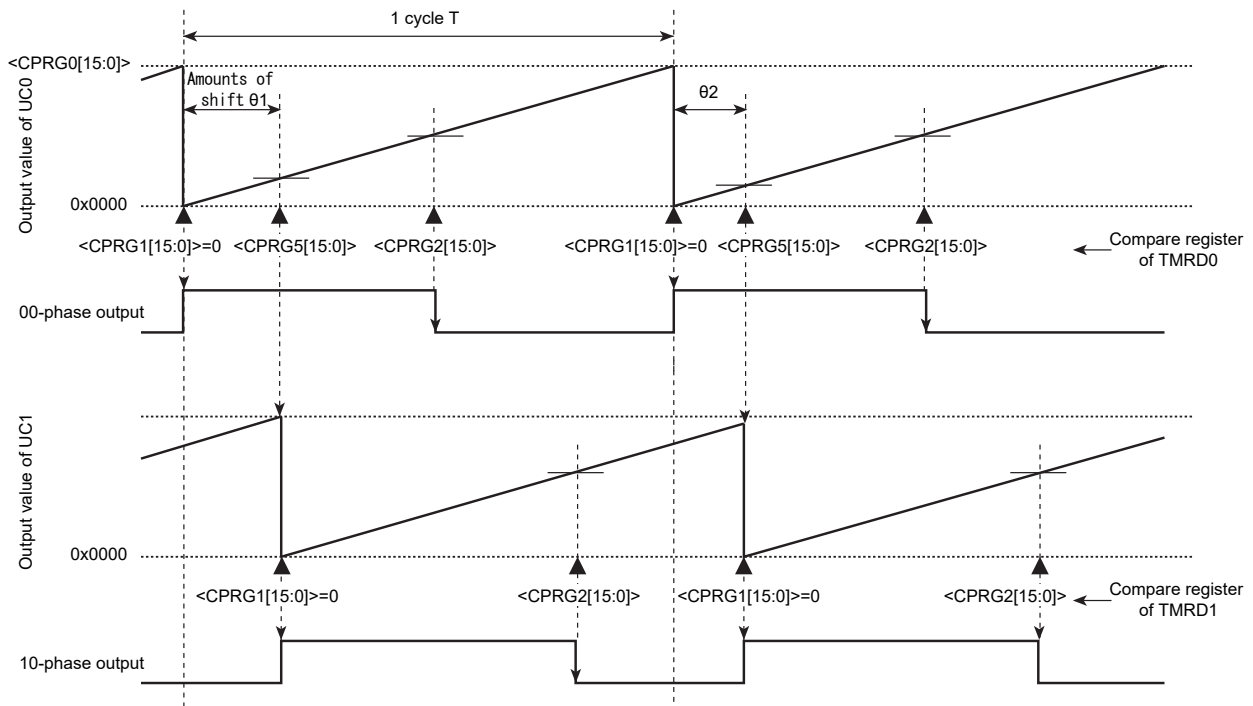 1 cycle T
<CPRG0[15:0]>
Amounts of
shift θ1
θ2
Output value of UC0
0x0000
<CPRG1[15:0]>=0 <CPRG5[15:0]> <CPRG2[15:0]> <CPRG1[15:0]>=0 <CPRG5[15:0]> <CPRG2[15:0]>
Compare register
of TMRD0
00-phase output
Output value of UC1
0x0000
<CPRG1[15:0]>=0 <CPRG2[15:0]> <CPRG1[15:0]>=0 <CPRG2[15:0]>
Compare register
of TMRD1
10-phase output